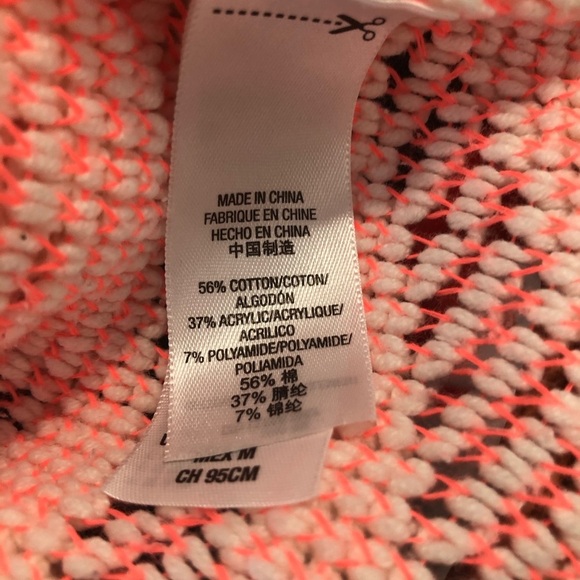 MADE IN CHINA
FABRIQUE EN CHINE
HECHO EN CHINA
中国制造
56% COTTON/COTON/
ALGODÓN
37% ACRYLIC/ACRYLIQUE/
ACRILICO
7% POLYAMIDE/POLYAMIDE/
POLIAMIDA
56% 棉
37% 腈纶
7% 锦纶
MEX M
CH 95CM